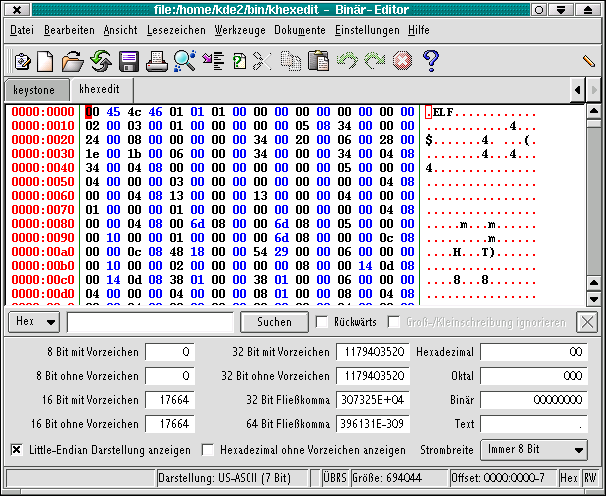 file:/home/kde2/bin/khexedit – Binär-Editor
Datei Bearbeiten Ansicht Lesezeichen Werkzeuge Dokumente Einstellungen Hilfe
keystone khexedit
0000:0000 45 4c 46 01 01 01 00 00 00 00 00 00 00 00 .ELF
0000:0010 02 00 03 00 01 00 00 00 00 05 08 34 00 00 00 4
0000:0020 24 00 08 00 00 00 00 34 00 20 00 06 00 28 $ 4 (
0000:0030 1e 00 1b 00 06 00 00 00 34 00 00 34 00 04 08 4 4
0000:0040 34 00 04 08 00 00 00 00 00 00 00 05 00 00 04 4
0000:0050 04 00 00 00 03 00 00 00 00 00 00 00 00 04 08
0000:0060 00 00 04 08 13 00 00 00 13 00 00 00 04 00 00
0000:0070 01 00 00 00 01 00 00 00 00 00 00 00 00 04 08
0000:0080 00 00 04 08 00 6d 08 00 00 6d 08 00 05 00 00 m m
0000:0090 00 10 00 00 01 00 00 00 00 6d 08 00 00 0c 08 m
0000:00a0 00 00 0c 08 48 18 00 00 54 29 00 00 06 00 00 H T)
0000:00b0 00 10 00 00 02 00 00 00 00 08 00 14 0d 08
0000:00c0 00 14 0d 08 38 01 00 00 38 01 00 00 06 00 00 8 8
0000:00d0 04 00 00 00 04 00 00 00 08 01 00 00 08 00 04 08
Hex Suchen Rückwärts Groß-/Kleinschreibung ignorieren
8 Bit mit Vorzeichen 0 32 Bit mit Vorzeichen 1179403520 Hexadezimal 00
8 Bit ohne Vorzeichen 0 32 Bit ohne Vorzeichen 1179403520 Oktal 000
16 Bit mit Vorzeichen 17664 32 Bit Fließkomma 307325E+04 Binär 00000000
16 Bit ohne Vorzeichen 17664 64 Bit Fließkomma 396131E-309 Text .
Little-Endian Darstellung anzeigen Hexadezimal ohne Vorzeichen anzeigen Strombreite Immer 8 Bit
Darstellung: US-ASCII (7 Bit) ÜBRS Größe: 694044 Offset: 0000:0000-7 Hex RW